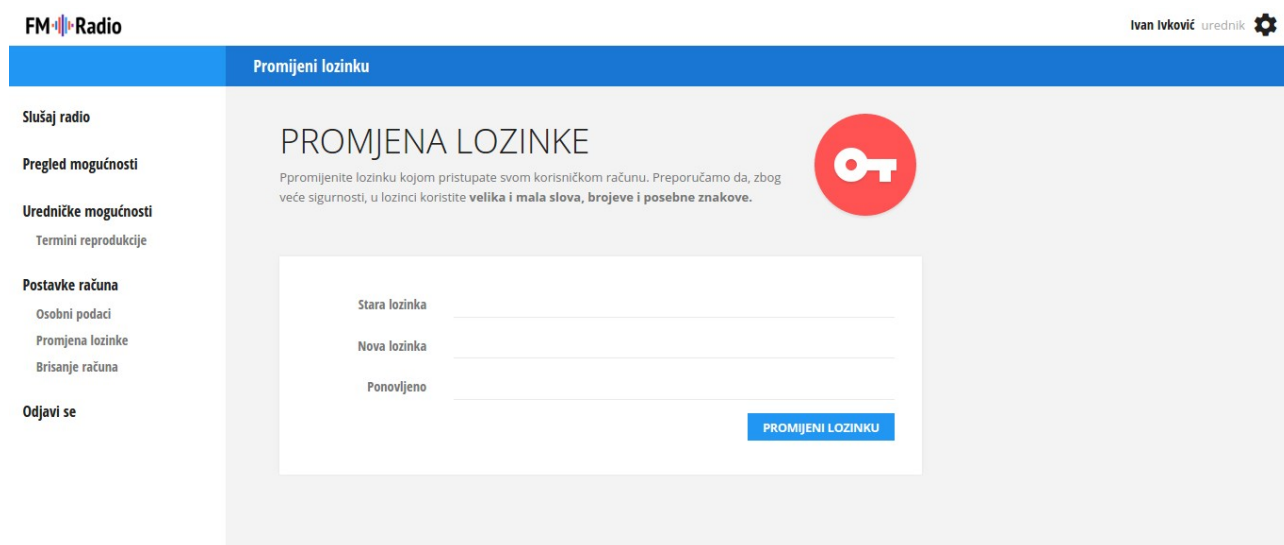 FM Radio
Ivan Ivković urednik
Promijeni lozinku
Slušaj radio
Pregled mogućnosti
Uredničke mogućnosti
Termini reprodukcije
Postavke računa
Osobni podaci
Promjena lozinke
Brisanje računa
Odjavi se
PROMJENA LOZINKE
Ppromijenite lozinku kojom pristupate svom korisničkom računu. Preporučamo da, zbog
veće sigurnosti, u lozinci koristite velika i mala slova, brojeve i posebne znakove.
Stara lozinka
Nova lozinka
Ponovljeno
PROMIJENI LOZINKU